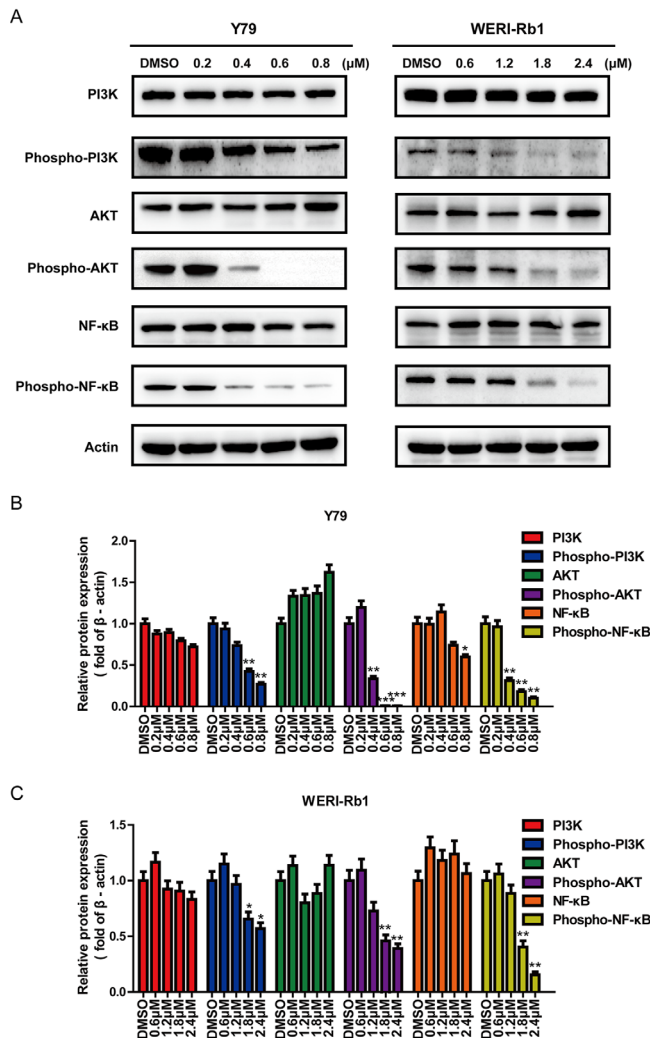 A
Y79
WERI-Rb1
DMSO 0.2 0.4 0.6 0.8 (μM)
DMSO 0.6 1.2 1.8 2.4 (μM)
PI3K
Phospho-PI3K
AKT
Phospho-AKT
NF-κB
Phospho-NF-κB
Actin
B
Y79
Relative protein expression
( fold of β - actin)
2.0
1.5
1.0
0.5
0.0
** **
** *** ***
*
** ** **
DMSO 0.2μM 0.4μM 0.6μM 0.8μM DMSO 0.2μM 0.4μM 0.6μM 0.8μM DMSO 0.2μM 0.4μM 0.6μM 0.8μM DMSO 0.2μM 0.4μM 0.6μM 0.8μM DMSO 0.2μM 0.4μM 0.6μM 0.8μM DMSO 0.2μM 0.4μM 0.6μM 0.8μM
PI3K
Phospho-PI3K
AKT
Phospho-AKT
NF-κB
Phospho-NF-κB
C
WERI-Rb1
Relative protein expression
( fold of β - actin)
1.5
1.0
0.5
0.0
* *
** **
** **
DMSO 0.6μM 1.2μM 1.8μM 2.4μM DMSO 0.6μM 1.2μM 1.8μM 2.4μM DMSO 0.6μM 1.2μM 1.8μM 2.4μM DMSO 0.6μM 1.2μM 1.8μM 2.4μM DMSO 0.6μM 1.2μM 1.8μM 2.4μM DMSO 0.6μM 1.2μM 1.8μM 2.4μM
PI3K
Phospho-PI3K
AKT
Phospho-AKT
NF-κB
Phospho-NF-κB